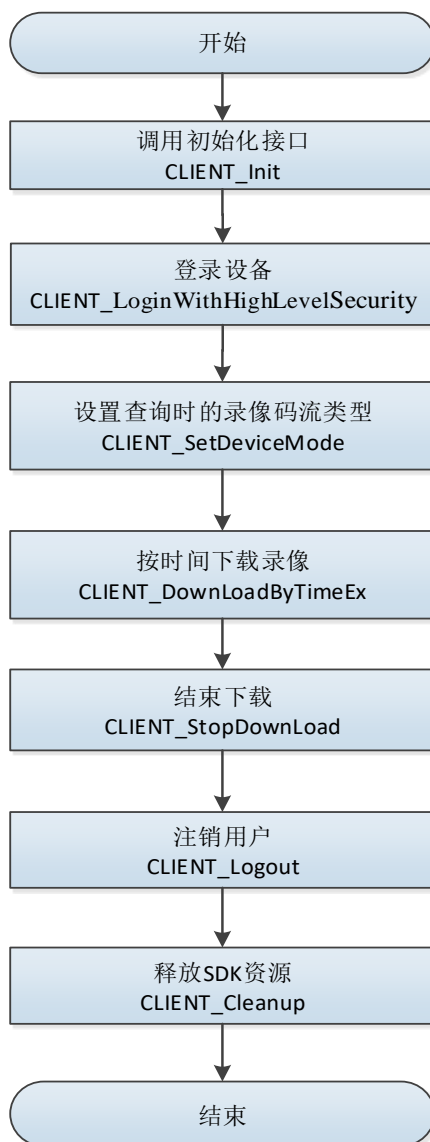 开始
调用初始化接口
CLIENT_Init
登录设备
CLIENT_LoginWithHighLevelSecurity
设置查询时的录像码流类型
CLIENT_SetDeviceMode
按时间下载录像
CLIENT_DownLoadByTimeEx
结束下载
CLIENT_StopDownLoad
注销用户
CLIENT_Logout
释放SDK资源
CLIENT_Cleanup
结束